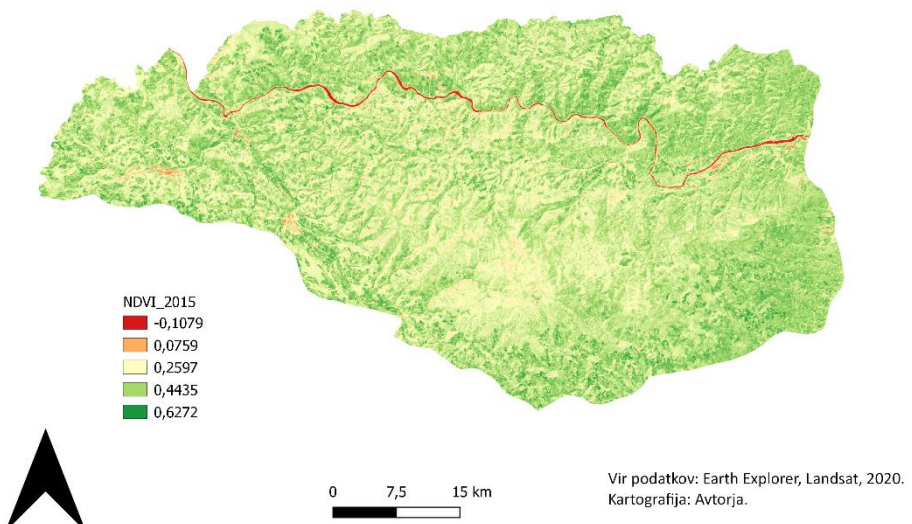 NDVI_2015
-0,1079
0,0759
0,2597
0,4435
0,6272
0 7,5 15 km
Vir podatkov: Earth Explorer, Landsat, 2020.
Kartografija: Avtorja.